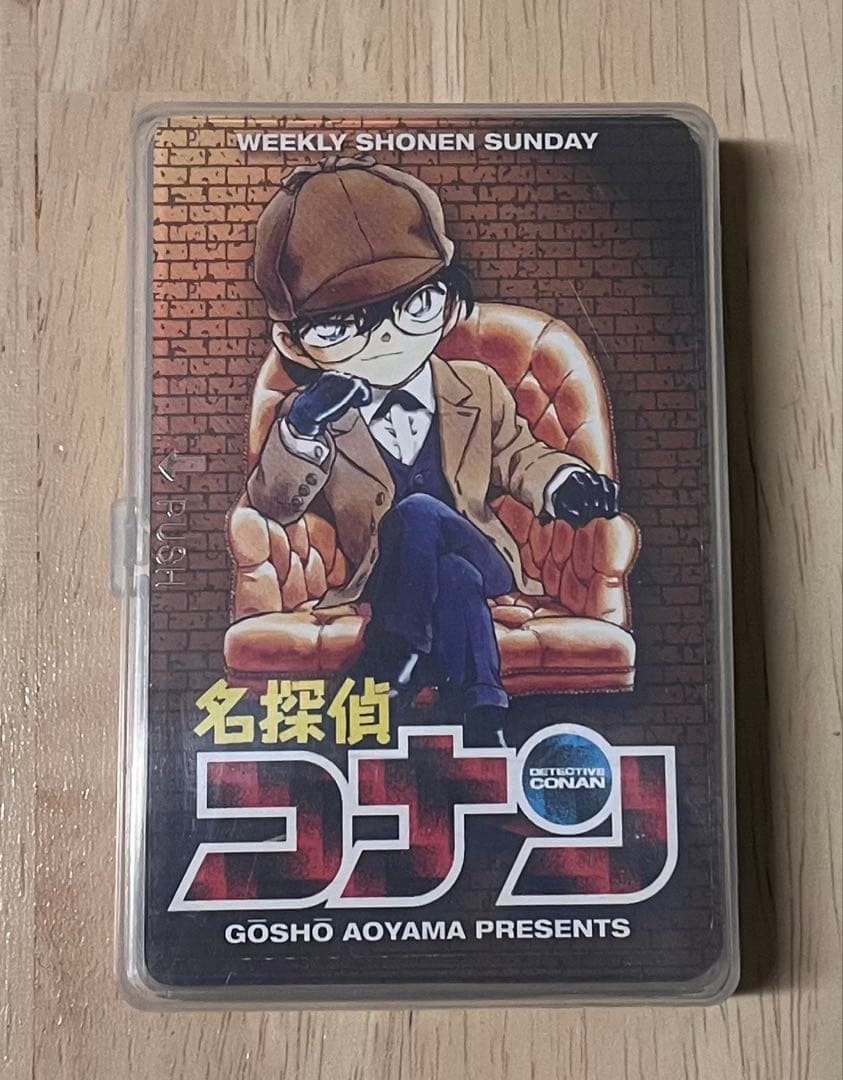 WEEKLY SHONEN SUNDAY
← PUSH
名探偵
コナン
DETECTIVE
CONAN
GŌSHŌ AOYAMA PRESENTS